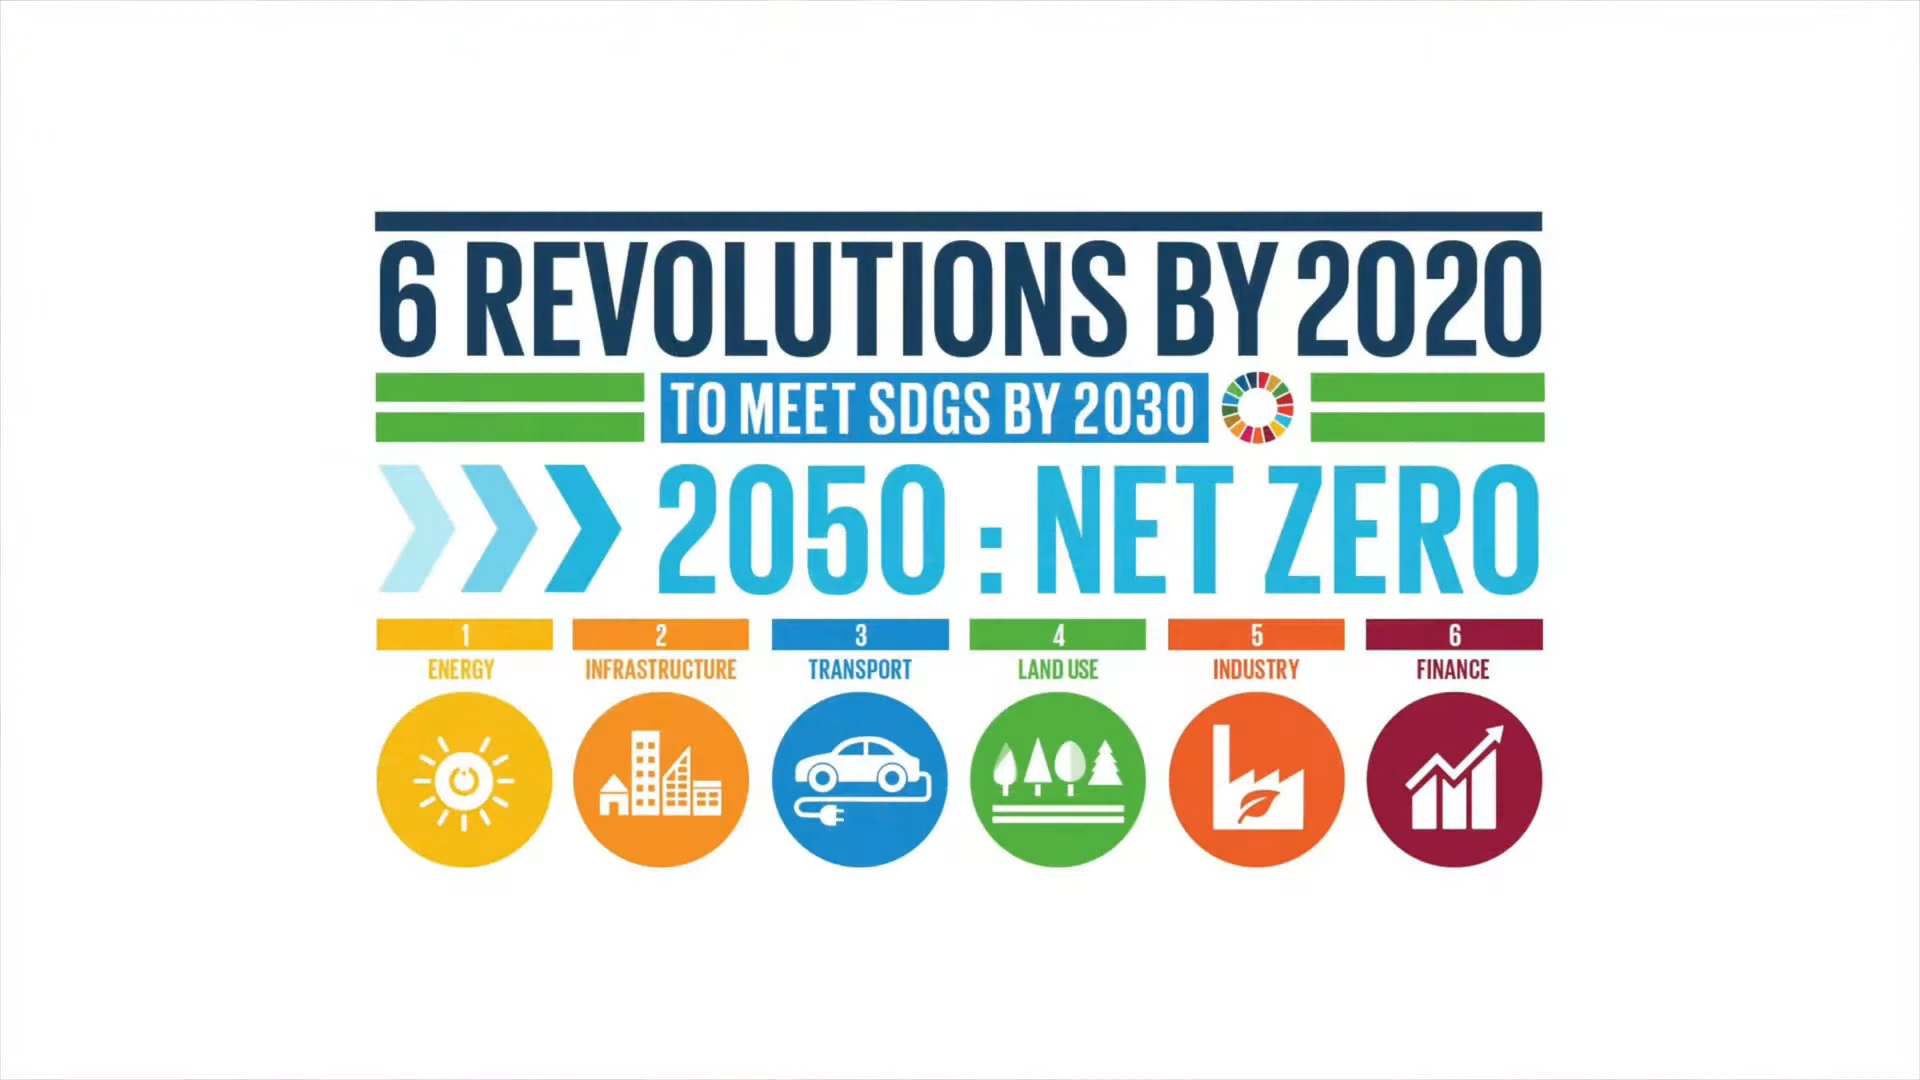 6 REVOLUTIONS BY 2020
TO MEET SDGS BY 2030
2050 : NET ZERO
1 2 3 4 5 6
ENERGY INFRASTRUCTURE TRANSPORT LAND USE INDUSTRY FINANCE